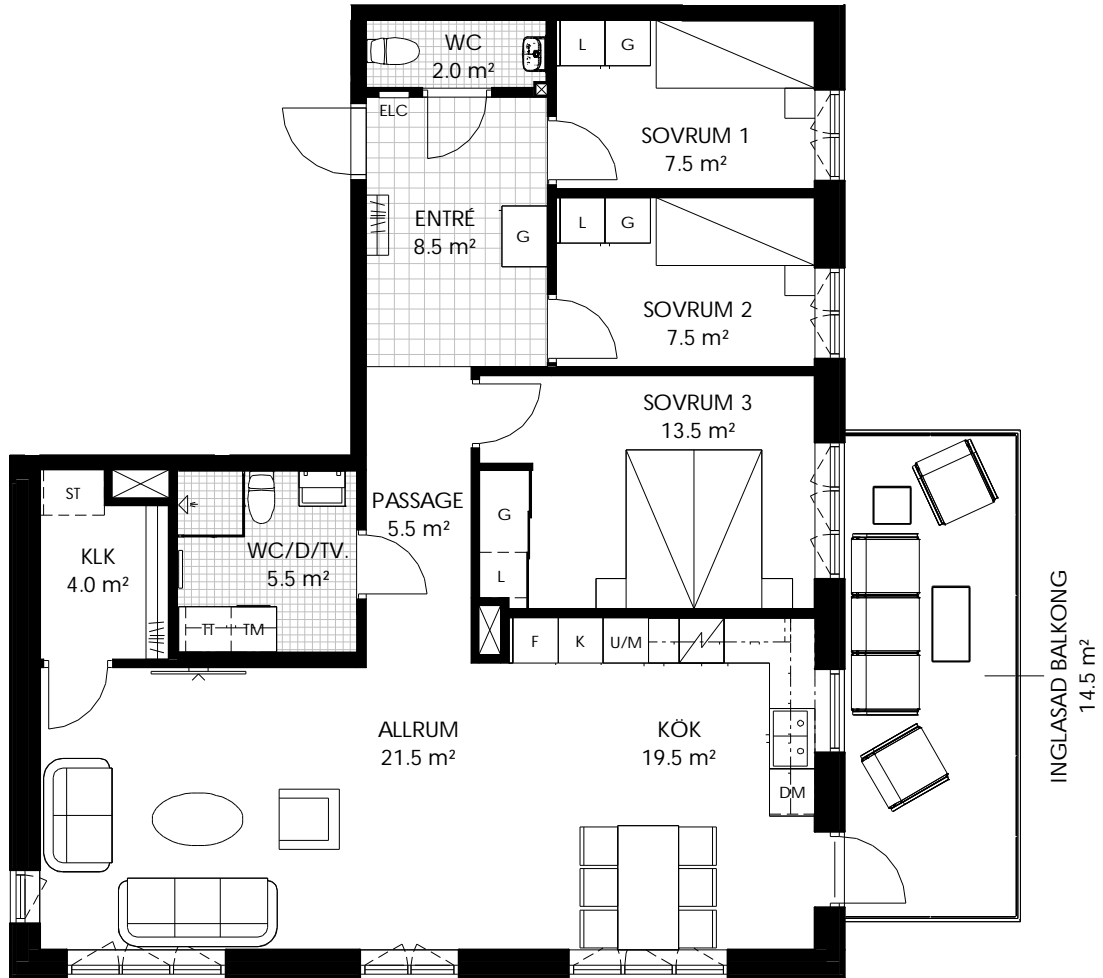 WC
2.0 m²
L
G
ELC
SOVRUM 1
7.5 m²
ENTRÉ
8.5 m²
G
L
G
SOVRUM 2
7.5 m²
SOVRUM 3
13.5 m²
ST
PASSAGE
5.5 m²
G
L
KLK
4.0 m²
WC/D/TV.
5.5 m²
TT
TM
F
K
U/M
ALLRUM
21.5 m²
KÖK
19.5 m²
DM
INGLASAD BALKONG
14.5 m²